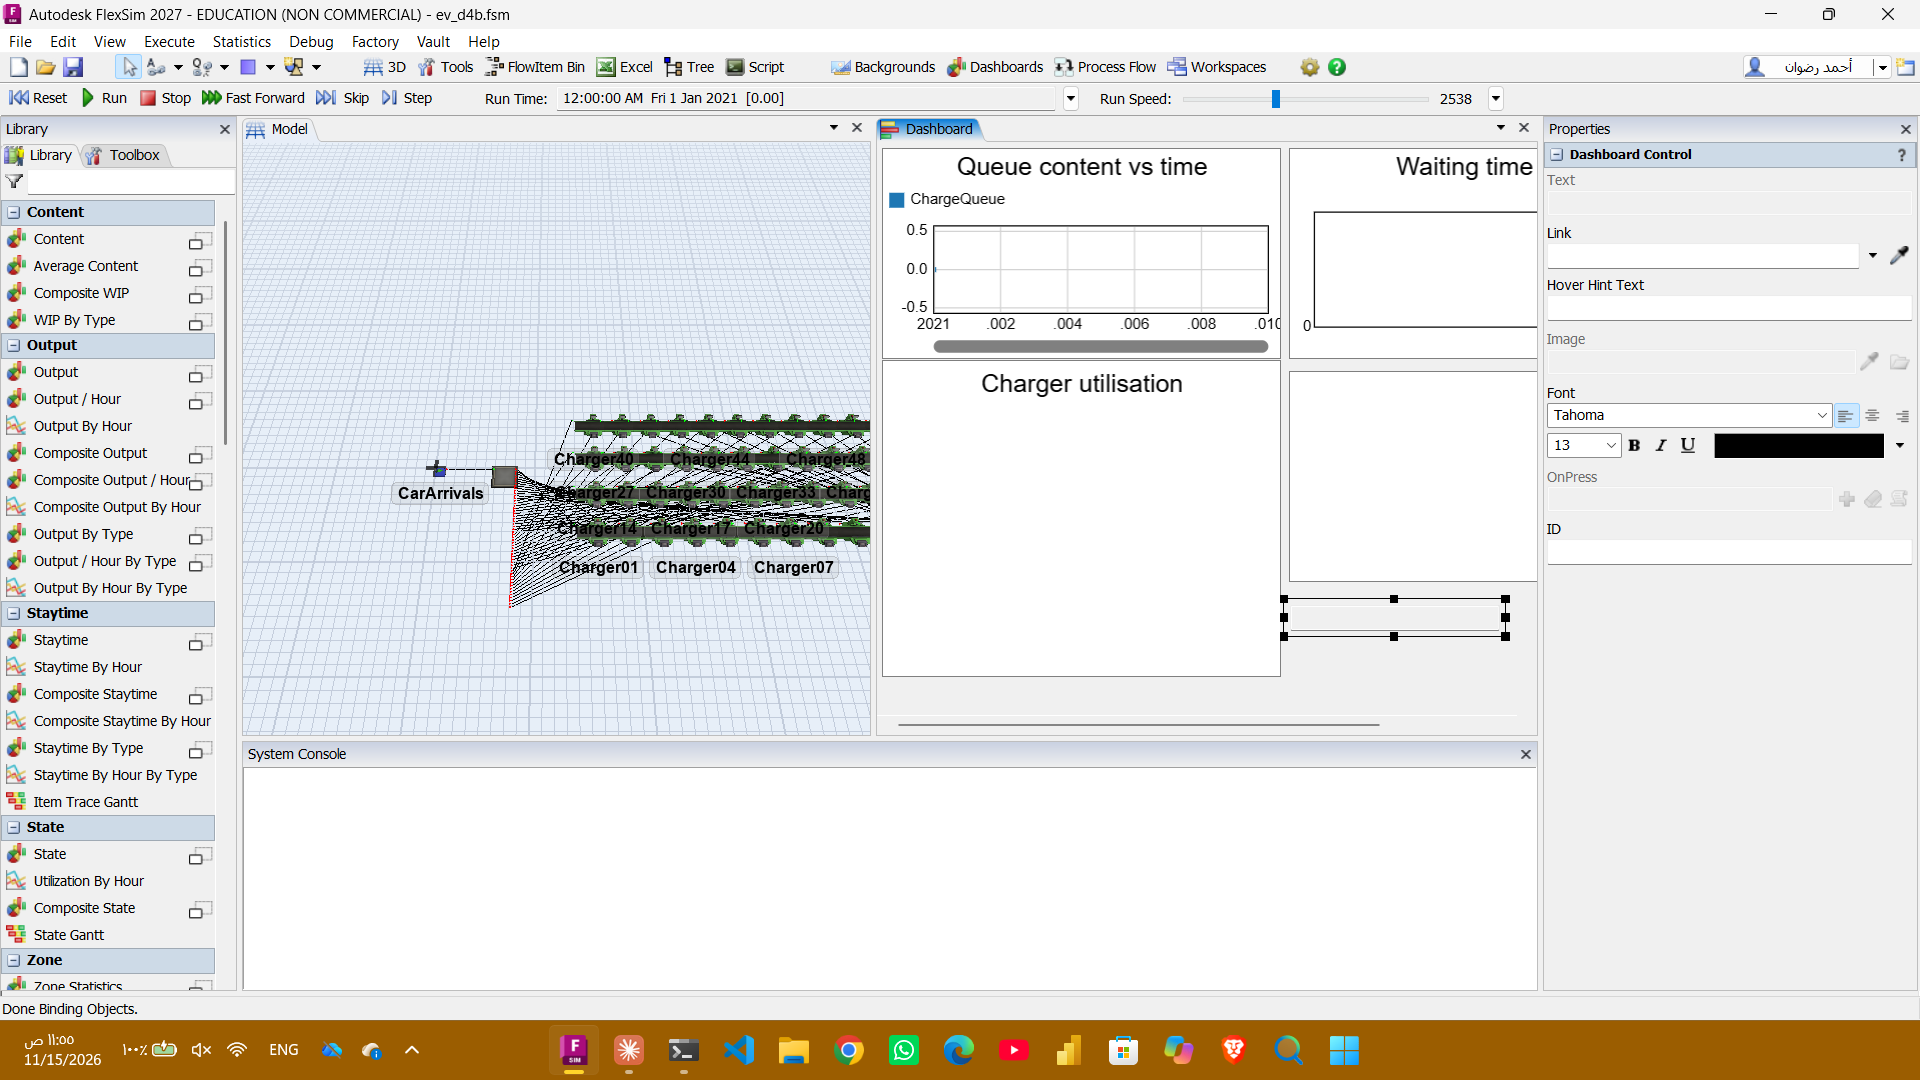 Autodesk FlexSim 2027 - EDUCATION (NON COMMERCIAL) - ev_d4b.fsm
File Edit View Execute Statistics Debug Factory Vault Help
3D Tools FlowItem Bin Excel Tree Script Backgrounds Dashboards Process Flow Workspaces أحمد رضوان
Reset Run Stop Fast Forward Skip Step Run Time: 12:00:00 AM Fri 1 Jan 2021 [0.00] Run Speed: 2538
Library
Library Toolbox
Content
Content
Average Content
Composite WIP
WIP By Type
Output
Output
Output / Hour
Output By Hour
Composite Output
Composite Output / Hour
Composite Output By Hour
Output By Type
Output / Hour By Type
Output By Hour By Type
Staytime
Staytime
Staytime By Hour
Composite Staytime
Composite Staytime By Hour
Staytime By Type
Staytime By Hour By Type
Item Trace Gantt
State
State
Utilization By Hour
Composite State
State Gantt
Zone
Zone Statistics
Model
CarArrivals
Charger40 Charger44 Charger48
Charger27 Charger30 Charger33
Charger14 Charger17 Charger20
Charger01 Charger04 Charger07
Dashboard
Queue content vs time
ChargeQueue
0.5
0.0
-0.5
2021 .002 .004 .006 .008 .010
Waiting time
0
Charger utilisation
System Console
Properties
Dashboard Control ?
Text
Link
Hover Hint Text
Image
Font
Tahoma
13 B I U
OnPress
ID
Done Binding Objects.
١١:٥٥ ص
11/15/2026
١٠٠٪
ENG